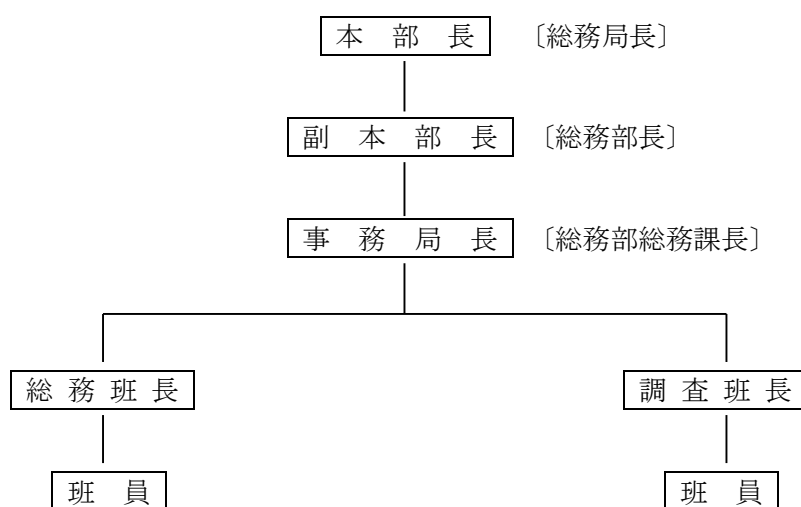 本部長 〔総務局長〕
副本部長 〔総務部長〕
事務局長 〔総務部総務課長〕
総務班長 調査班長
班員 班員